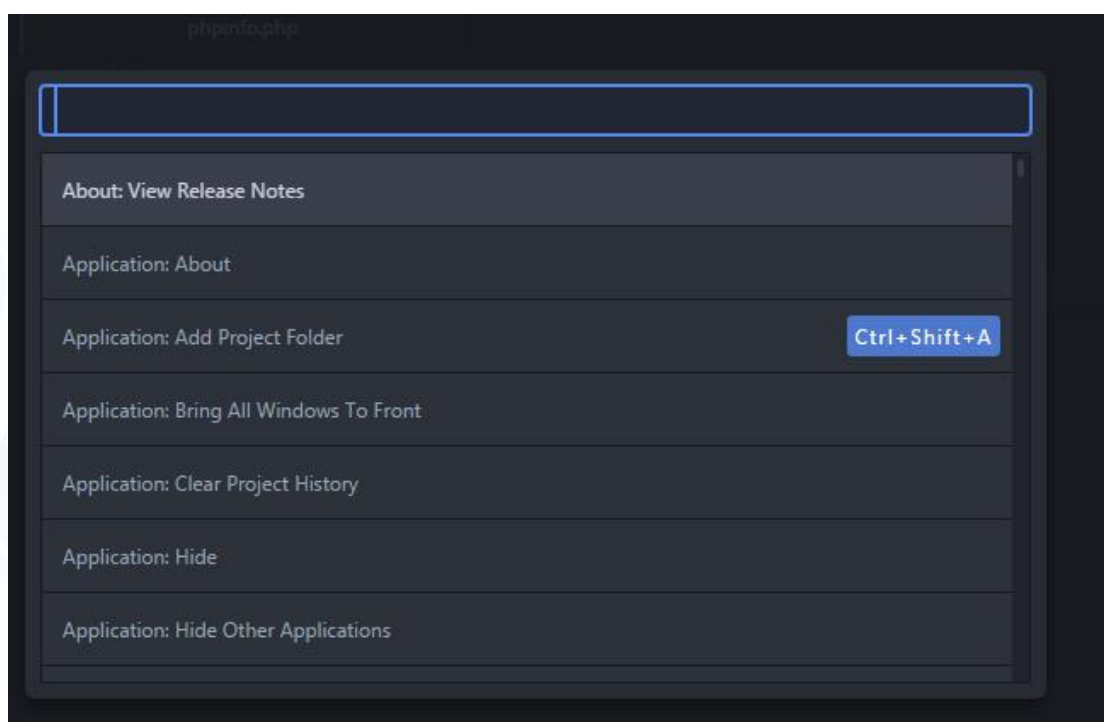 phpinfo.php
About: View Release Notes
Application: About
Application: Add Project Folder
Ctrl+Shift+A
Application: Bring All Windows To Front
Application: Clear Project History
Application: Hide
Application: Hide Other Applications